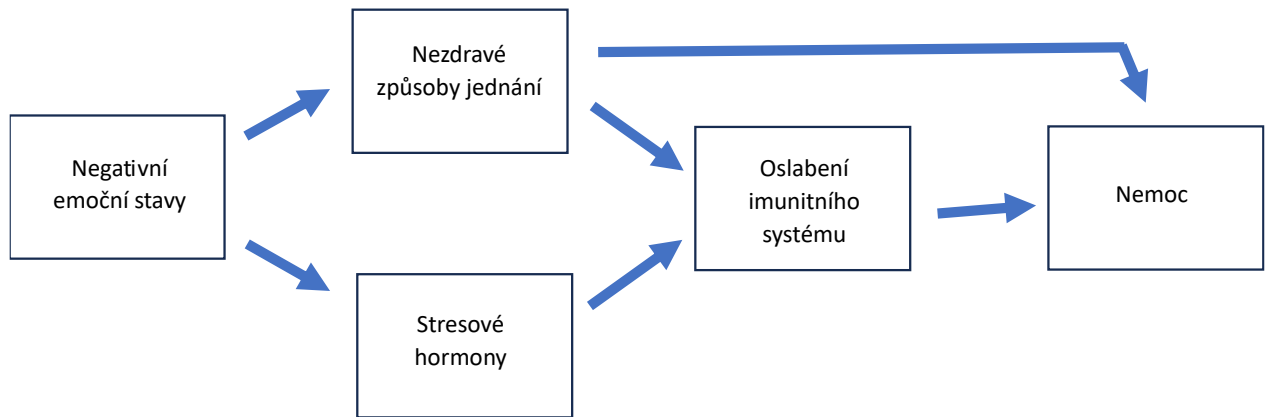 Nezdravé
způsoby jednání
Negativní
emoční stavy
Oslabení
imunitního
systému
Nemoc
Stresové
hormony